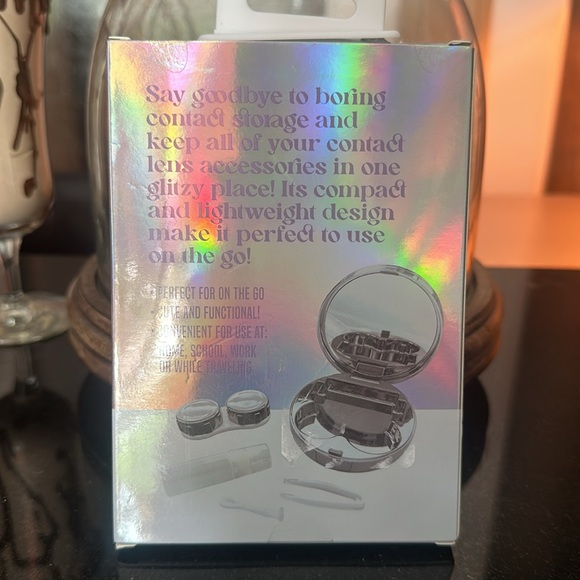 Say goodbye to boring
contact storage and
keep all of your contact
lens accessories in one
glitzy place! Its compact
and lightweight design
make it perfect to use
on the go!
• PERFECT FOR ON THE GO
• CUTE AND FUNCTIONAL!
• CONVENIENT FOR USE AT:
HOME, SCHOOL, WORK
OR WHILE TRAVELING